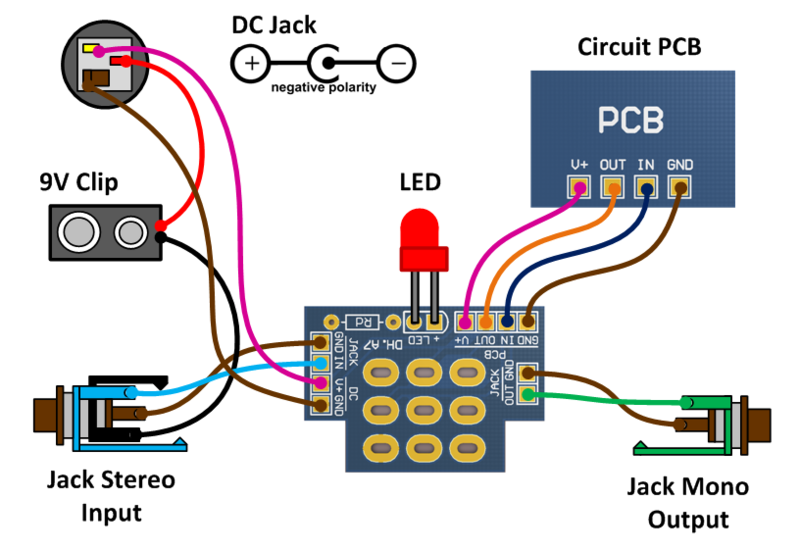 DC Jack
+
−
negative polarity
Circuit PCB
PCB
V+ OUT IN GND
9V Clip
LED
Rd
+ LED
V+ OUT IN GND
PCB
DH. A7
JACK
GND IN
DC
V+ GND
JACK
OUT GND
Jack Stereo
Input
Jack Mono
Output